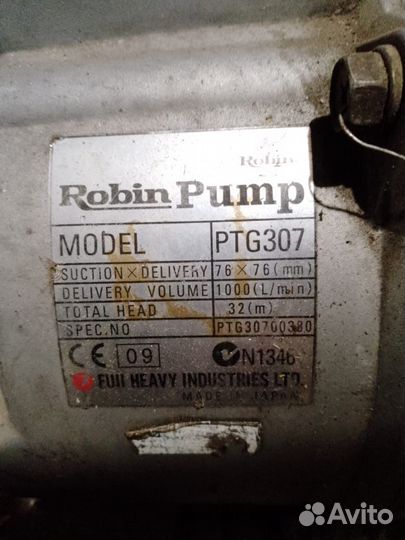 Robin
Robin Pump
MODEL PTG307
SUCTION×DELIVERY 76×76(mm)
DELIVERY VOLUME 1000(L/min)
TOTAL HEAD 32(m)
SPEC.NO PTG30700380
CE 09 N1346
FUJI HEAVY INDUSTRIES LTD.
MADE IN JAPAN
Avito